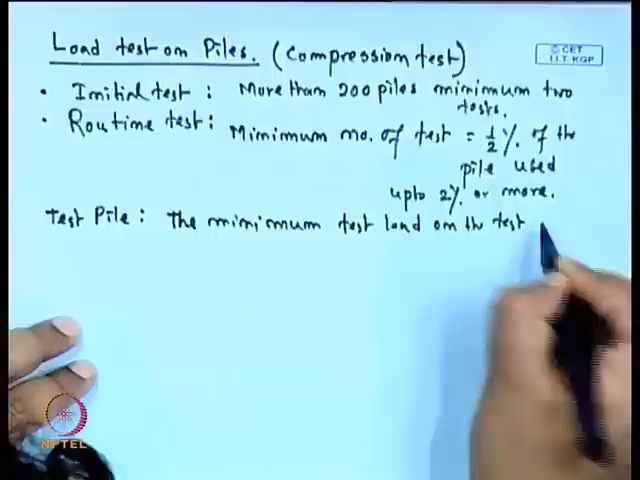 Load test on Piles. (Compression test)
© CET
I.I.T. KGP
• Initial test: More than 200 piles minimum two
tests.
• Routine test: Minimum no. of test = 1/2 %. of the
pile used
upto 2%. or more.
Test Pile: The minimum test load on the test
NPTEL